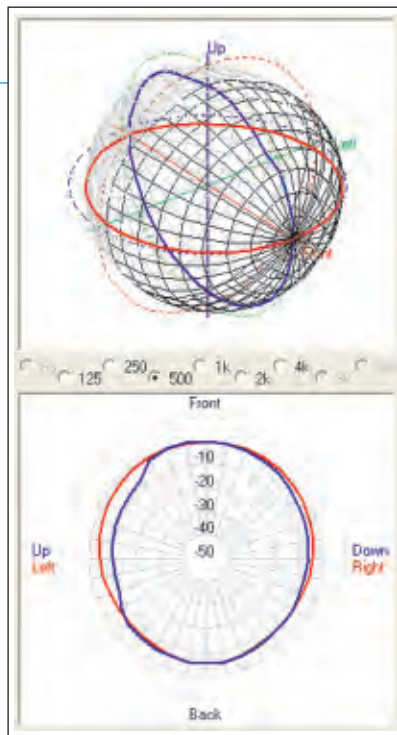 Up
Left
Front
250 1k 4k
125 500 2k
Front
-10
-20
-30
-40
-50
Up Down
Left Right
Back